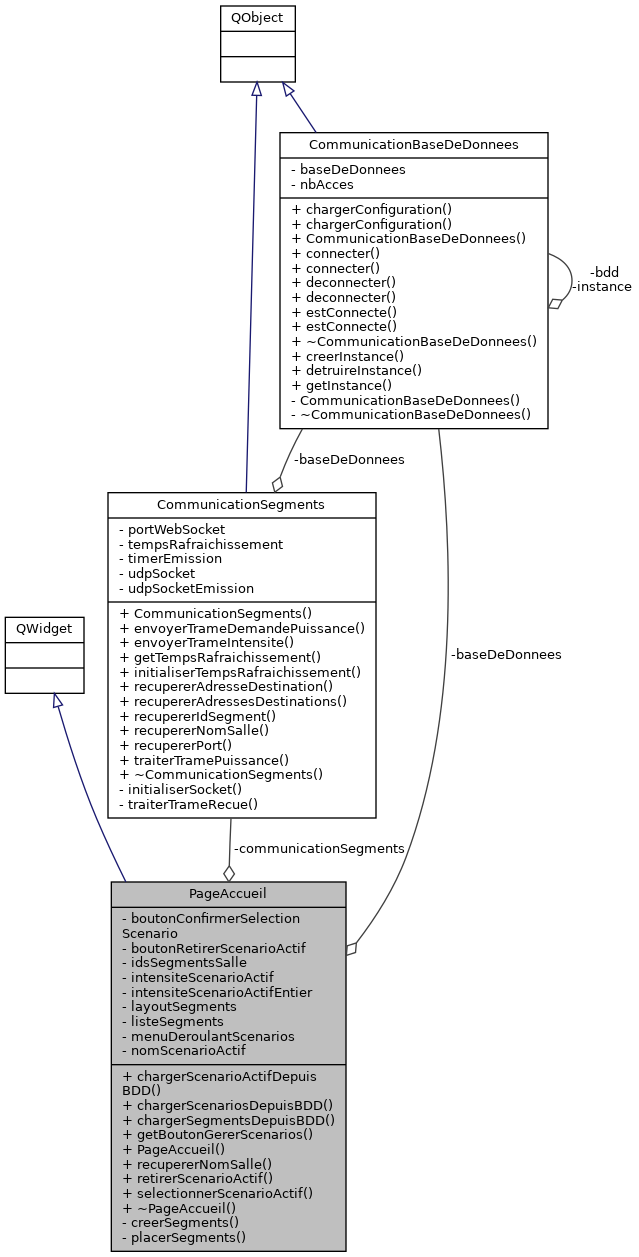 QObject
CommunicationBaseDeDonnees
- baseDeDonnees
- nbAcces
+ chargerConfiguration()
+ chargerConfiguration()
+ CommunicationBaseDeDonnees()
+ connecter()
+ connecter()
+ deconnecter()
+ deconnecter()
+ estConnecte()
+ estConnecte()
+ ~CommunicationBaseDeDonnees()
+ creerInstance()
+ detruireInstance()
+ getInstance()
- CommunicationBaseDeDonnees()
- ~CommunicationBaseDeDonnees()
-bdd
-instance
-baseDeDonnees
CommunicationSegments
- portWebSocket
- tempsRafraichissement
- timerEmission
- udpSocket
- udpSocketEmission
+ CommunicationSegments()
+ envoyerTrameDemandePuissance()
+ envoyerTrameIntensite()
+ getTempsRafraichissement()
+ initialiserTempsRafraichissement()
+ recupererAdresseDestination()
+ recupererAdressesDestinations()
+ recupererIdSegment()
+ recupererNomSalle()
+ recupererPort()
+ traiterTramePuissance()
+ ~CommunicationSegments()
- initialiserSocket()
- traiterTrameRecue()
QWidget
-baseDeDonnees
-communicationSegments
PageAccueil
- boutonConfirmerSelection
Scenario
- boutonRetirerScenarioActif
- idsSegmentsSalle
- intensiteScenarioActif
- intensiteScenarioActifEntier
- layoutSegments
- listeSegments
- menuDeroulantScenarios
- nomScenarioActif
+ chargerScenarioActifDepuis
BDD()
+ chargerScenariosDepuisBDD()
+ chargerSegmentsDepuisBDD()
+ getBoutonGererScenarios()
+ PageAccueil()
+ recupererNomSalle()
+ retirerScenarioActif()
+ selectionnerScenarioActif()
+ ~PageAccueil()
- creerSegments()
- placerSegments()